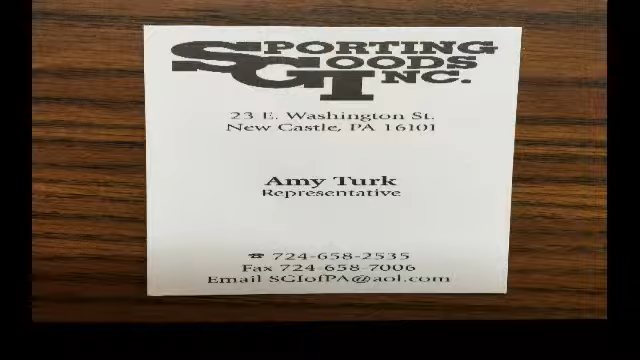 SPORTING
GOODS
INC.
23 E. Washington St.
New Castle, PA 16101
Amy Turk
Representative
☎ 724-658-2535
Fax 724-658-7006
Email SGIofPA@aol.com